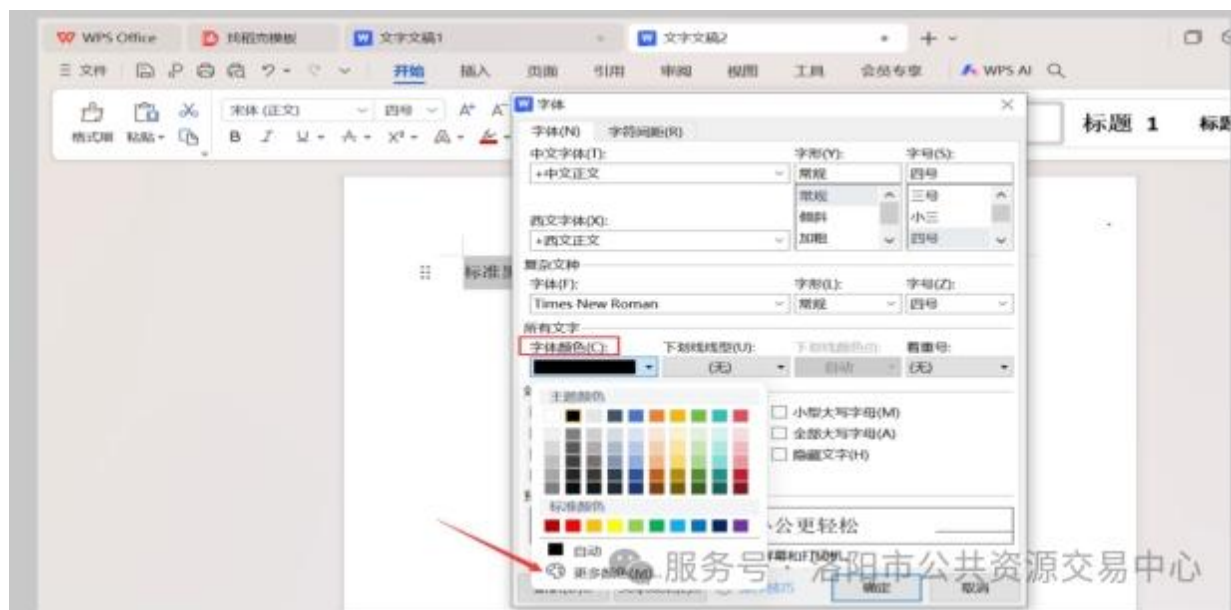 WPS Office 找稻壳模板 文字文稿1 文字文稿2
文件 开始 插入 页面 引用 审阅 视图 工具 会员专享 WPS AI
宋体 (正文) 四号 A+ A-
格式刷 粘贴 B I U A X² A 标题 1 标题
字体
字体(N) 字符间距(R)
中文字体(T): 字形(Y): 字号(S):
+中文正文 常规 四号
常规 三号
倾斜 小三
加粗 四号
西文字体(X):
+西文正文
标准黑
复杂文种
字体(F): 字形(L): 字号(Z):
Times New Roman 常规 四号
所有文字
字体颜色(C): 下划线线型(U): 下划线颜色(I): 着重号:
(无) 自动 (无)
主题颜色
小型大写字母(M)
全部大写字母(A)
隐藏文字(H)
标准颜色
公更轻松
自动
更多颜色(M)...
服务号 · 洛阳市公共资源交易中心
确定 取消